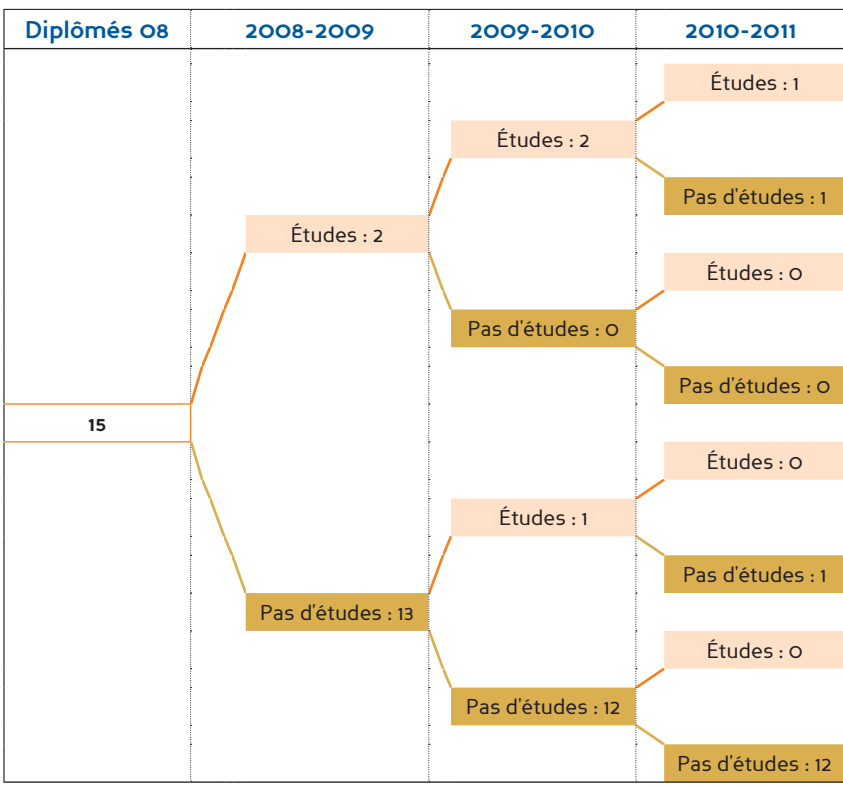 Diplômés 08 2008-2009 2009-2010 2010-2011
Études : 1
Études : 2
Pas d'études : 1
Études : 2
Études : 0
Pas d'études : 0
Pas d'études : 0
15
Études : 0
Études : 1
Pas d'études : 1
Pas d'études : 13
Études : 0
Pas d'études : 12
Pas d'études : 12